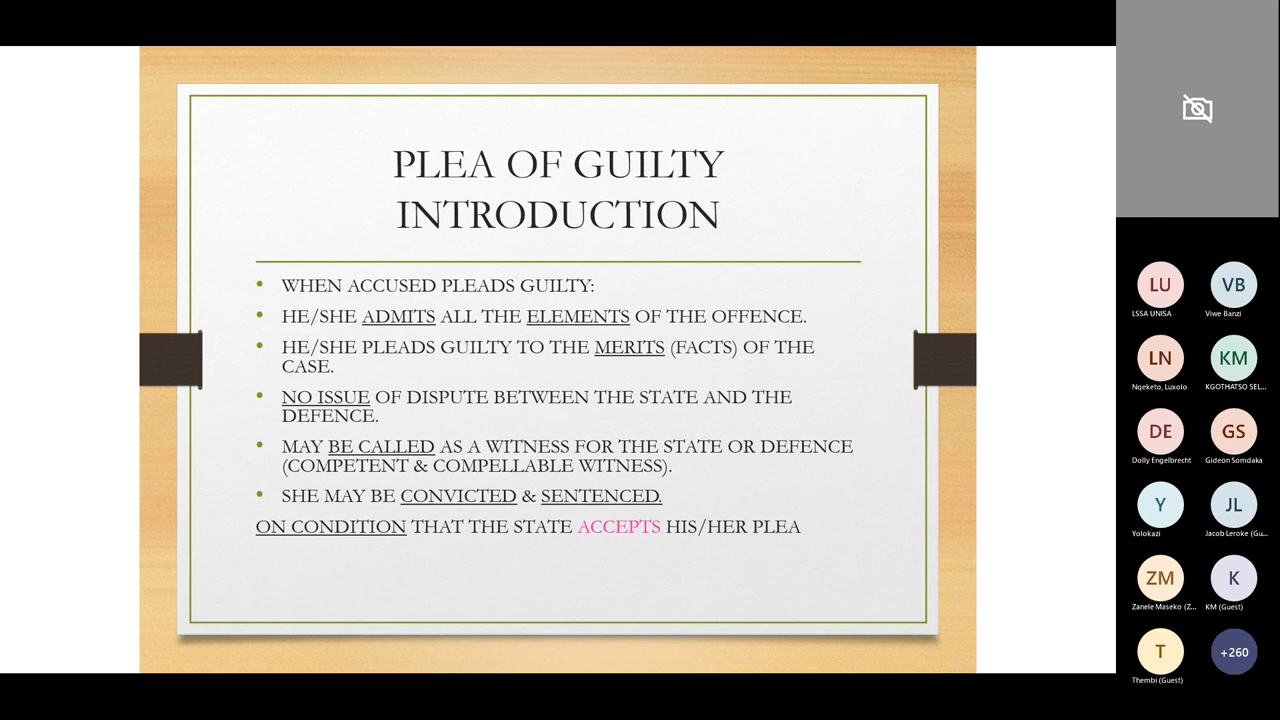 PLEA OF GUILTY
INTRODUCTION
• WHEN ACCUSED PLEADS GUILTY:
• HE/SHE ADMITS ALL THE ELEMENTS OF THE OFFENCE.
• HE/SHE PLEADS GUILTY TO THE MERITS (FACTS) OF THE
CASE.
• NO ISSUE OF DISPUTE BETWEEN THE STATE AND THE
DEFENCE.
• MAY BE CALLED AS A WITNESS FOR THE STATE OR DEFENCE
(COMPETENT & COMPELLABLE WITNESS).
• SHE MAY BE CONVICTED & SENTENCED.
ON CONDITION THAT THE STATE ACCEPTS HIS/HER PLEA
LU VB
LSSA UNISA Viwe Banzi
LN KM
Nqeketo, Luxolo KGOTHATSO SEL...
DE GS
Dolly Engelbrecht Gideon Somdaka
Y JL
Yolokazi Jacob Leroke (Gu...
ZM K
Zanele Maseko (Z... KM (Guest)
T +260
Thembi (Guest)